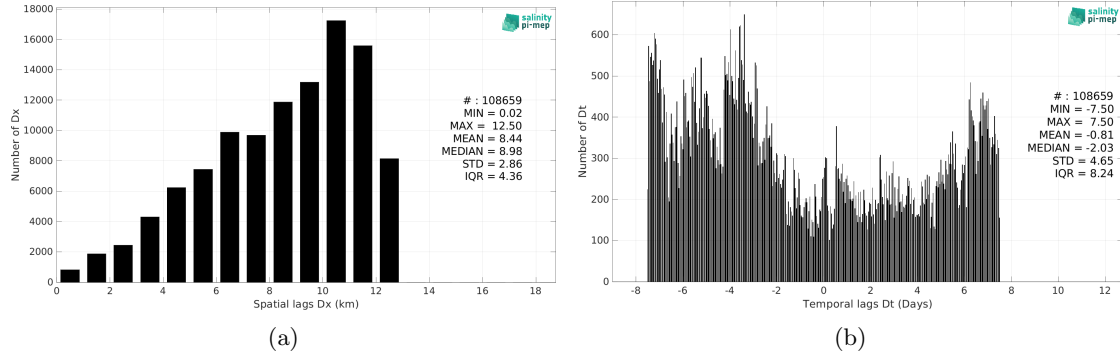 18000
16000
14000
12000
10000
8000
6000
4000
2000
0
Number of Dx
0 2 4 6 8 10 12 14 16 18
Spatial lags Dx (km)
salinity
pi-mep
# : 108659
MIN = 0.02
MAX = 12.50
MEAN = 8.44
MEDIAN = 8.98
STD = 2.86
IQR = 4.36
(a)
600
500
400
300
200
100
0
Number of Dt
-8 -6 -4 -2 0 2 4 6 8 10 12
Temporal lags Dt (Days)
salinity
pi-mep
# : 108659
MIN = -7.50
MAX = 7.50
MEAN = -0.81
MEDIAN = -2.03
STD = 4.65
IQR = 8.24
(b)